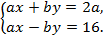 ax + by = 2a,
ax − by = 16.